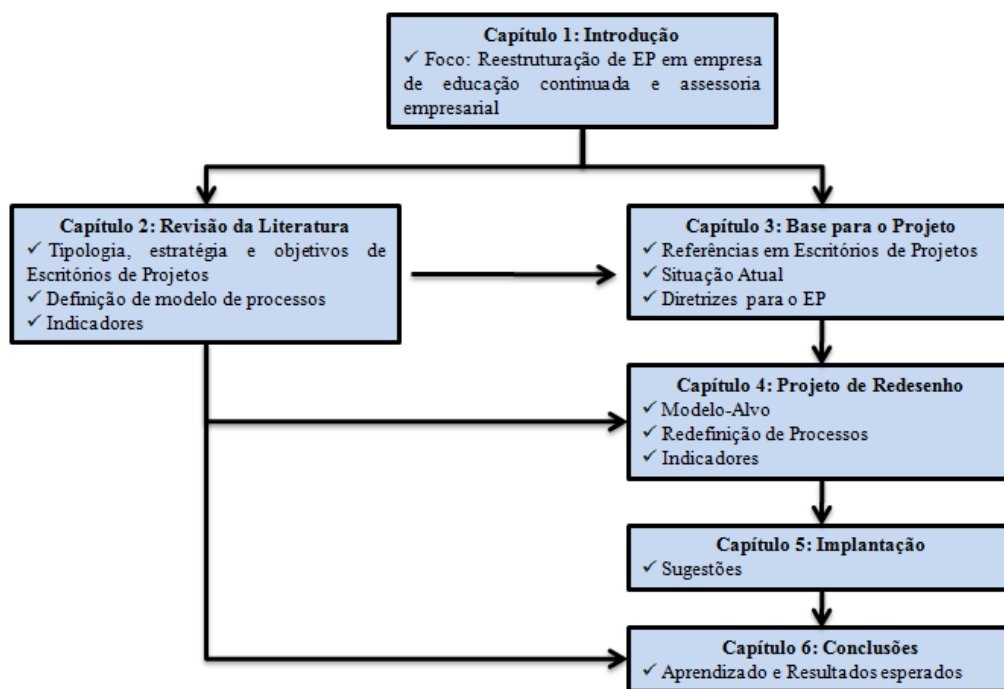 Capítulo 1: Introdução
✓ Foco: Reestruturação de EP em empresa
de educação continuada e assessoria
empresarial
Capítulo 2: Revisão da Literatura
✓ Tipologia, estratégia e objetivos de
Escritórios de Projetos
✓ Definição de modelo de processos
✓ Indicadores
Capítulo 3: Base para o Projeto
✓ Referências em Escritórios de Projetos
✓ Situação Atual
✓ Diretrizes para o EP
Capítulo 4: Projeto de Redesenho
✓ Modelo-Alvo
✓ Redefinição de Processos
✓ Indicadores
Capítulo 5: Implantação
✓ Sugestões
Capítulo 6: Conclusões
✓ Aprendizado e Resultados esperados